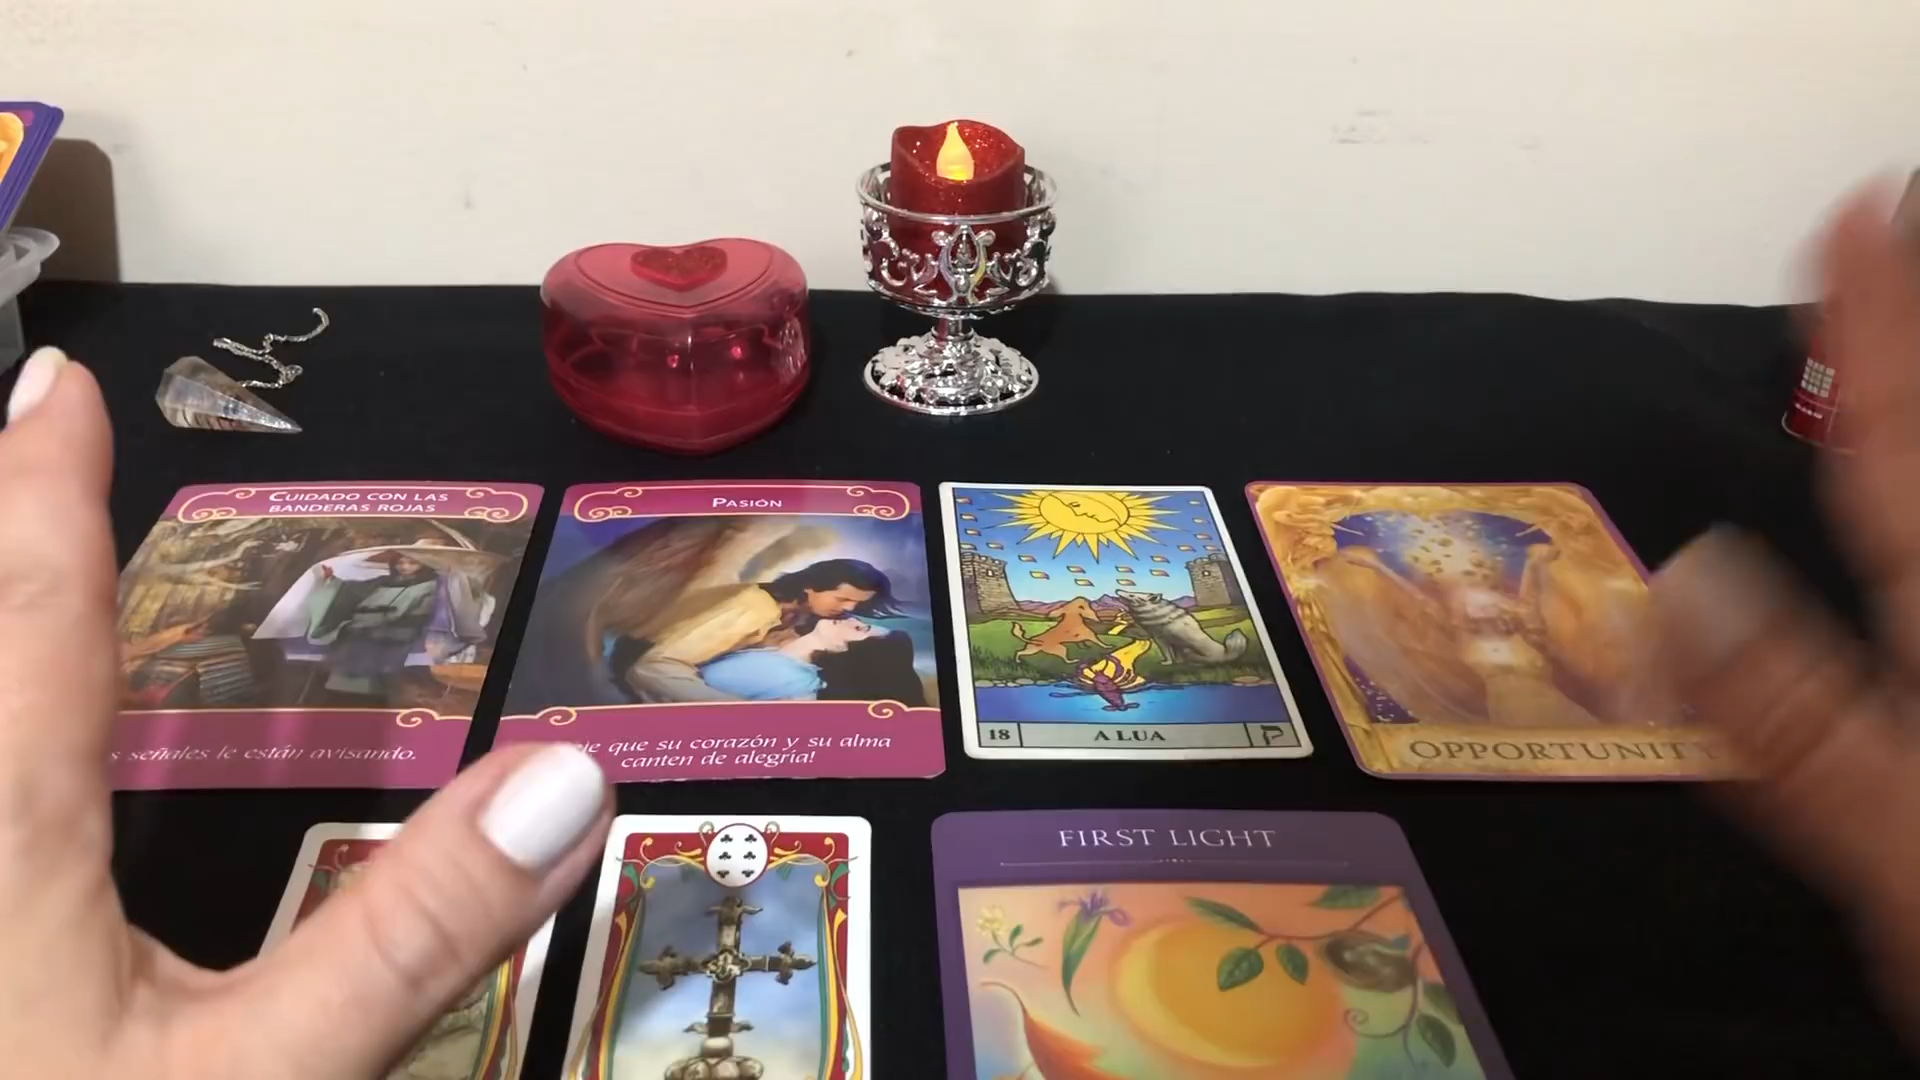 CUIDADO CON LAS
BANDERAS ROJAS
señales le están avisando.
PASIÓN
que su corazón y su alma
canten de alegría!
18 A LUA ק
OPPORTUNITY
FIRST LIGHT